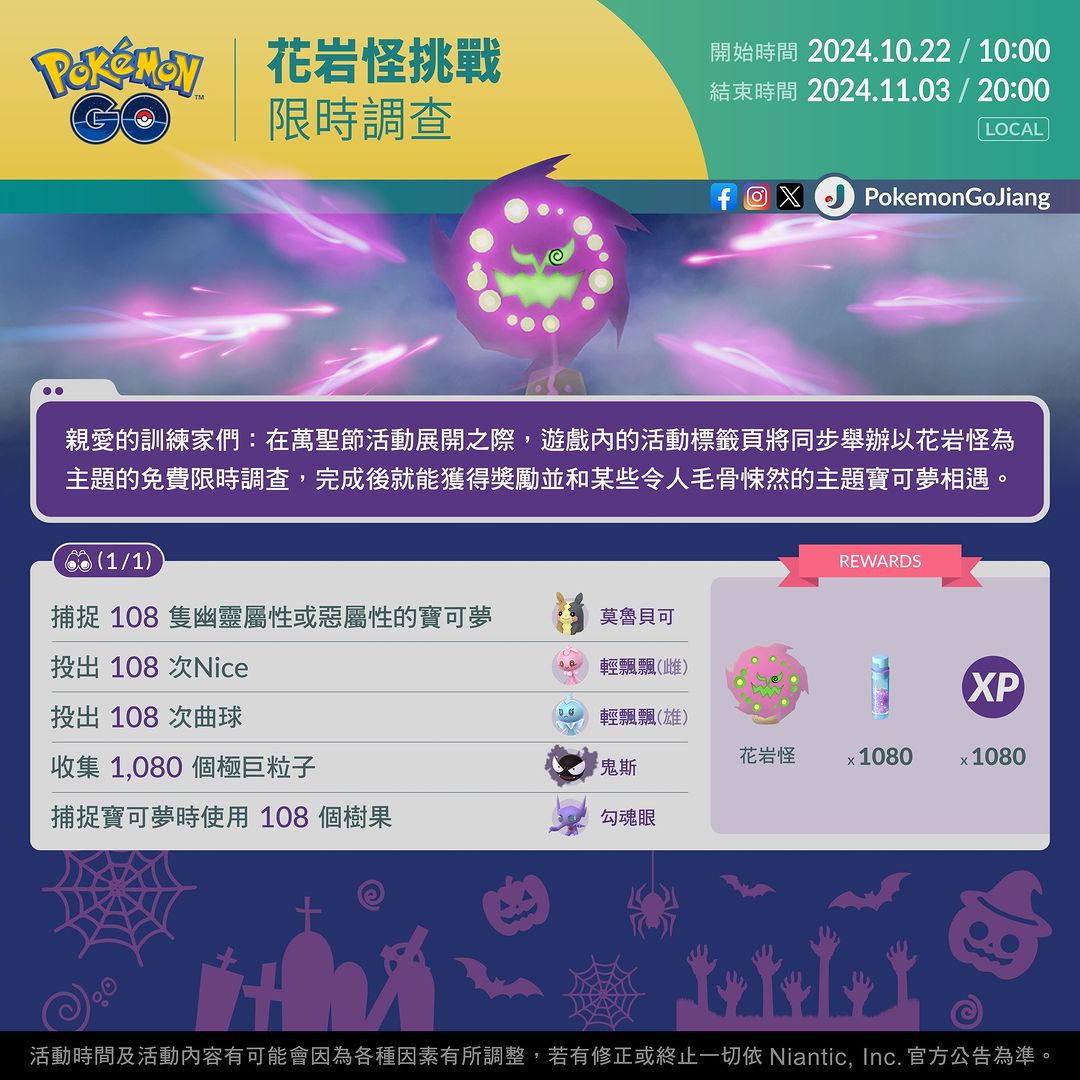 POKéMON
GO
TM
花岩怪挑戰
限時調查
開始時間 2024.10.22 / 10:00
結束時間 2024.11.03 / 20:00
LOCAL
PokemonGoJiang
親愛的訓練家們：在萬聖節活動展開之際，遊戲內的活動標籤頁將同步舉辦以花岩怪為
主題的免費限時調查，完成後就能獲得獎勵並和某些令人毛骨悚然的主題寶可夢相遇。
(1/1)
捕捉 108 隻幽靈屬性或惡屬性的寶可夢 莫魯貝可
投出 108 次Nice 輕飄飄(雌)
投出 108 次曲球 輕飄飄(雄)
收集 1,080 個極巨粒子 鬼斯
捕捉寶可夢時使用 108 個樹果 勾魂眼
REWARDS
XP
花岩怪 x1080 x1080
活動時間及活動內容有可能會因為各種因素有所調整，若有修正或終止一切依 Niantic, Inc. 官方公告為準。